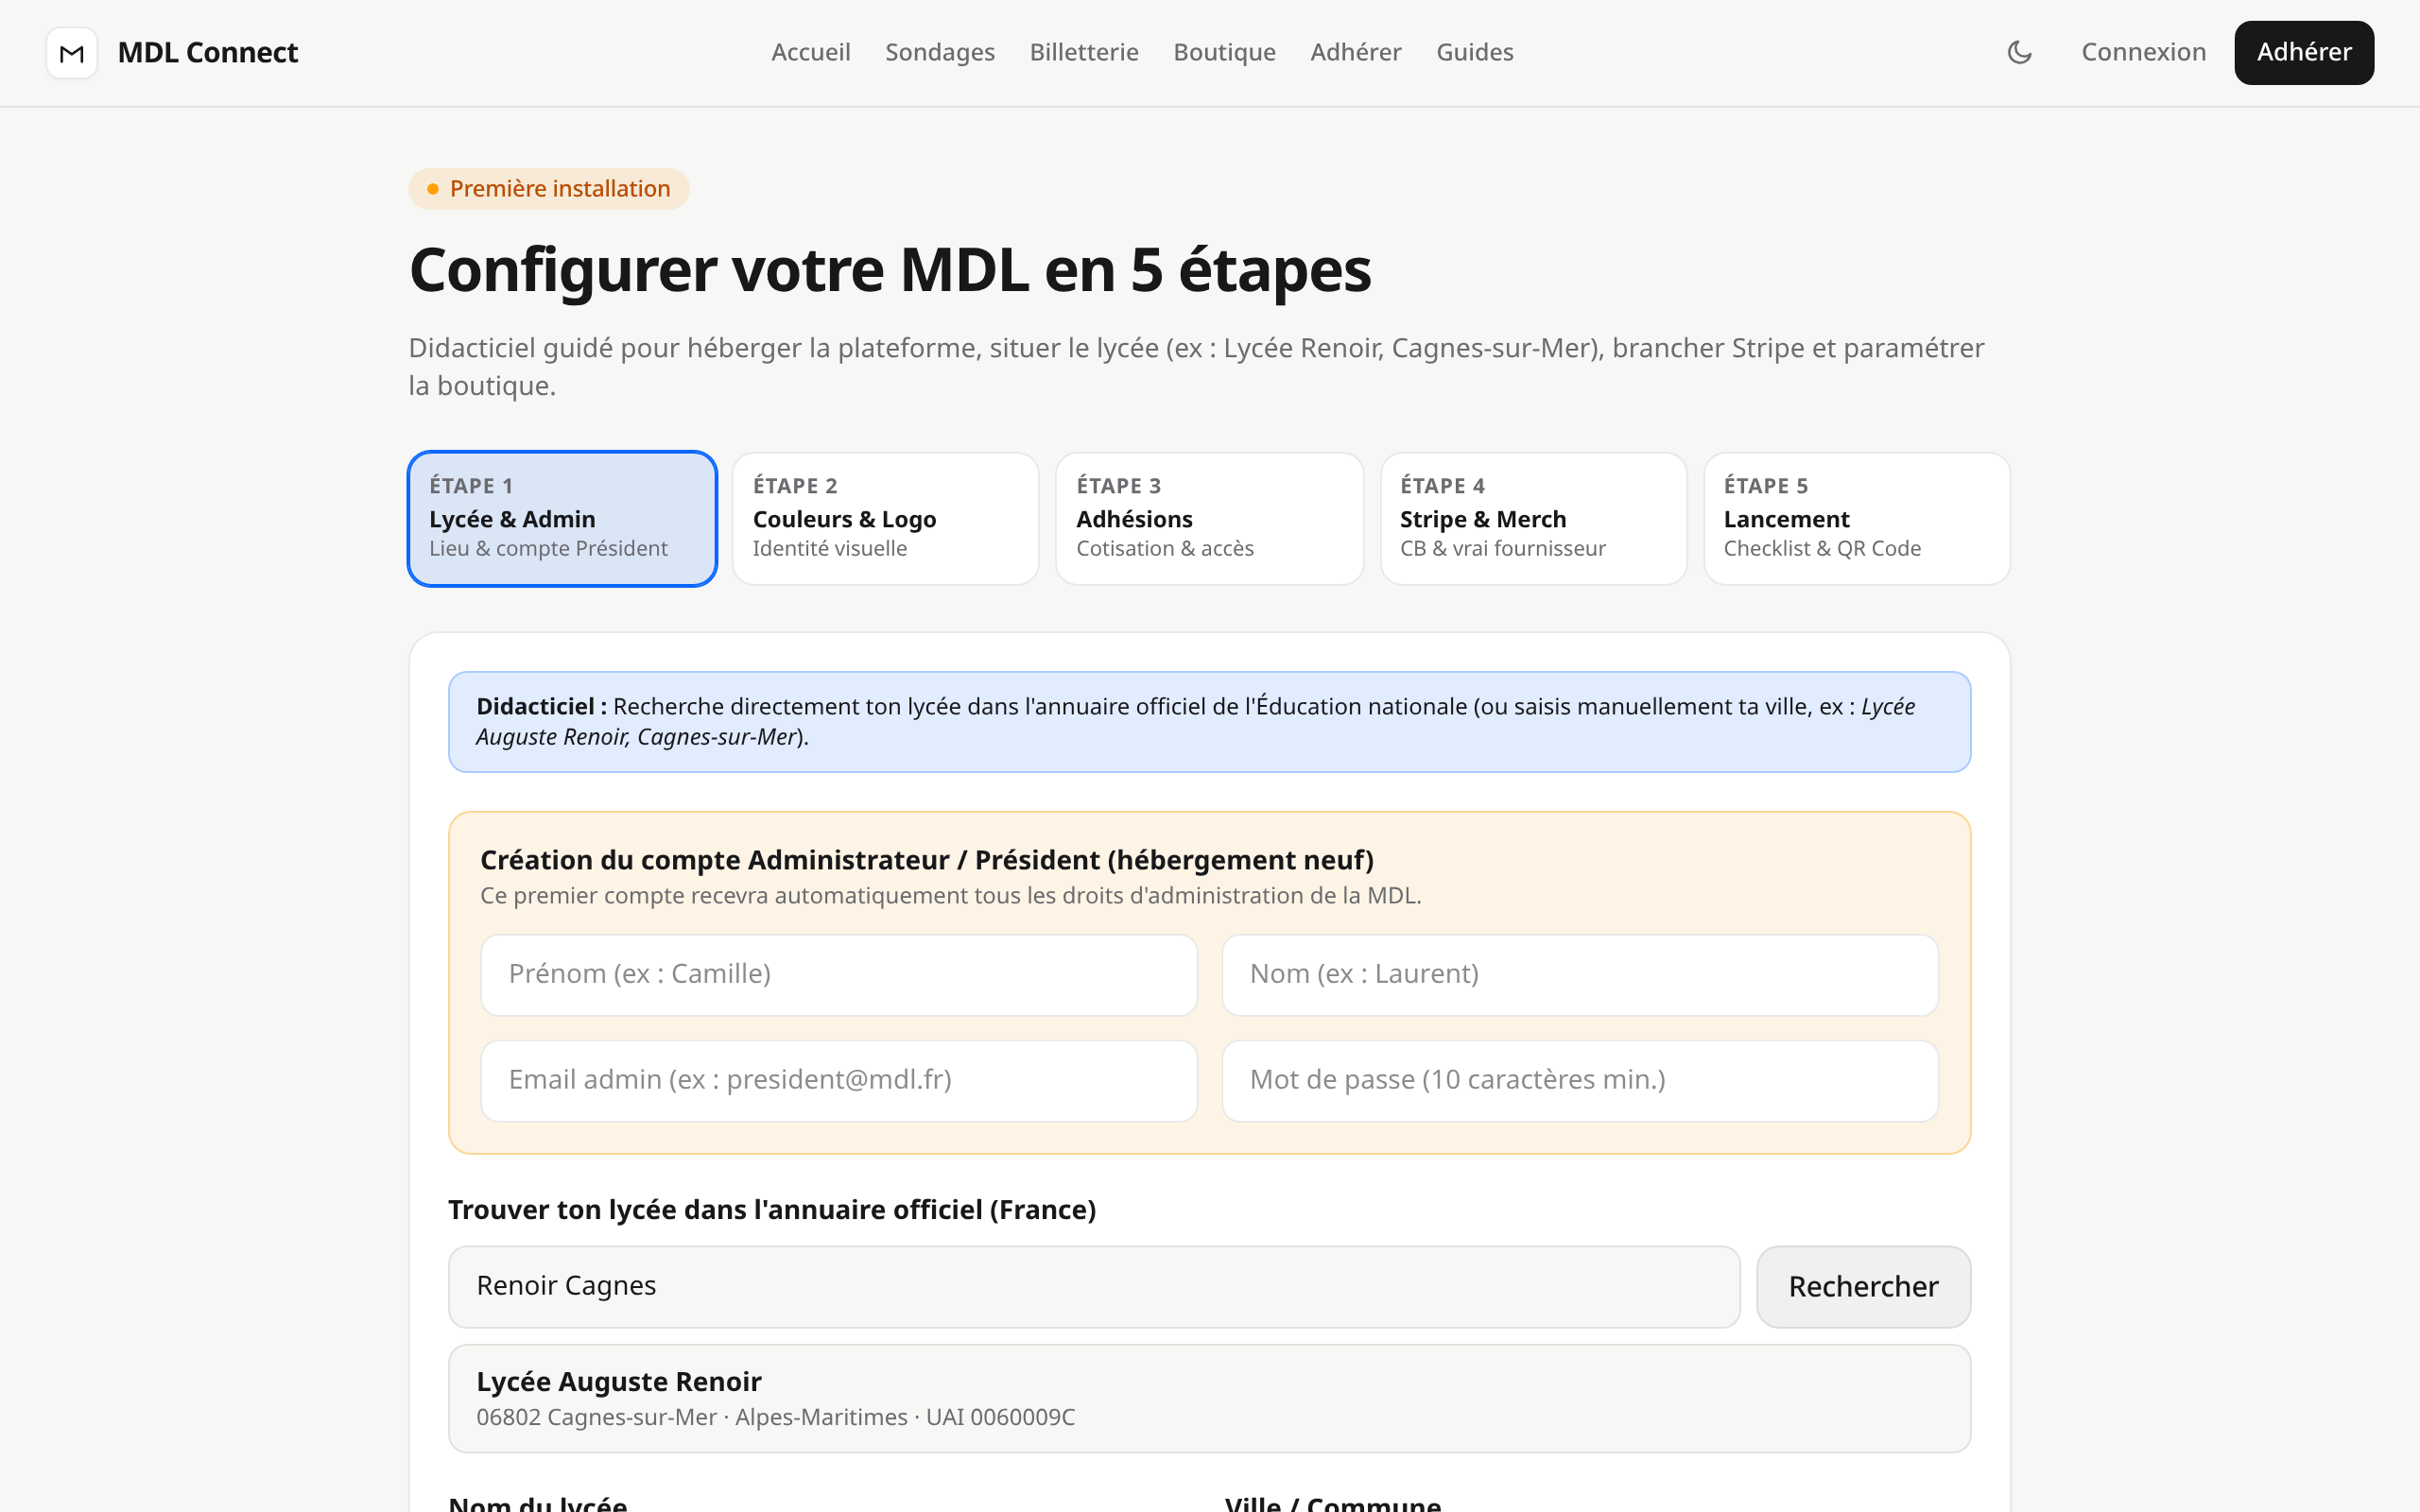 MDL Connect
Accueil
Sondages
Billetterie
Boutique
Adhérer
Guides
Connexion
Adhérer
Première installation
Configurer votre MDL en 5 étapes
Didacticiel guidé pour héberger la plateforme, situer le lycée (ex : Lycée Renoir, Cagnes-sur-Mer), brancher Stripe et paramétrer
la boutique.
ÉTAPE 1
Lycée & Admin
Lieu & compte Président
ÉTAPE 2
Couleurs & Logo
Identité visuelle
ÉTAPE 3
Adhésions
Cotisation & accès
ÉTAPE 4
Stripe & Merch
CB & vrai fournisseur
ÉTAPE 5
Lancement
Checklist & QR Code
Didacticiel : Recherche directement ton lycée dans l'annuaire officiel de l'Éducation nationale (ou saisis manuellement ta ville, ex : Lycée
Auguste Renoir, Cagnes-sur-Mer).
Création du compte Administrateur / Président (hébergement neuf)
Ce premier compte recevra automatiquement tous les droits d'administration de la MDL.
Prénom (ex : Camille)
Nom (ex : Laurent)
Email admin (ex : president@mdl.fr)
Mot de passe (10 caractères min.)
Trouver ton lycée dans l'annuaire officiel (France)
Renoir Cagnes
Rechercher
Lycée Auguste Renoir
06802 Cagnes-sur-Mer · Alpes-Maritimes · UAI 0060009C
Nom du lycée
Ville / Commune